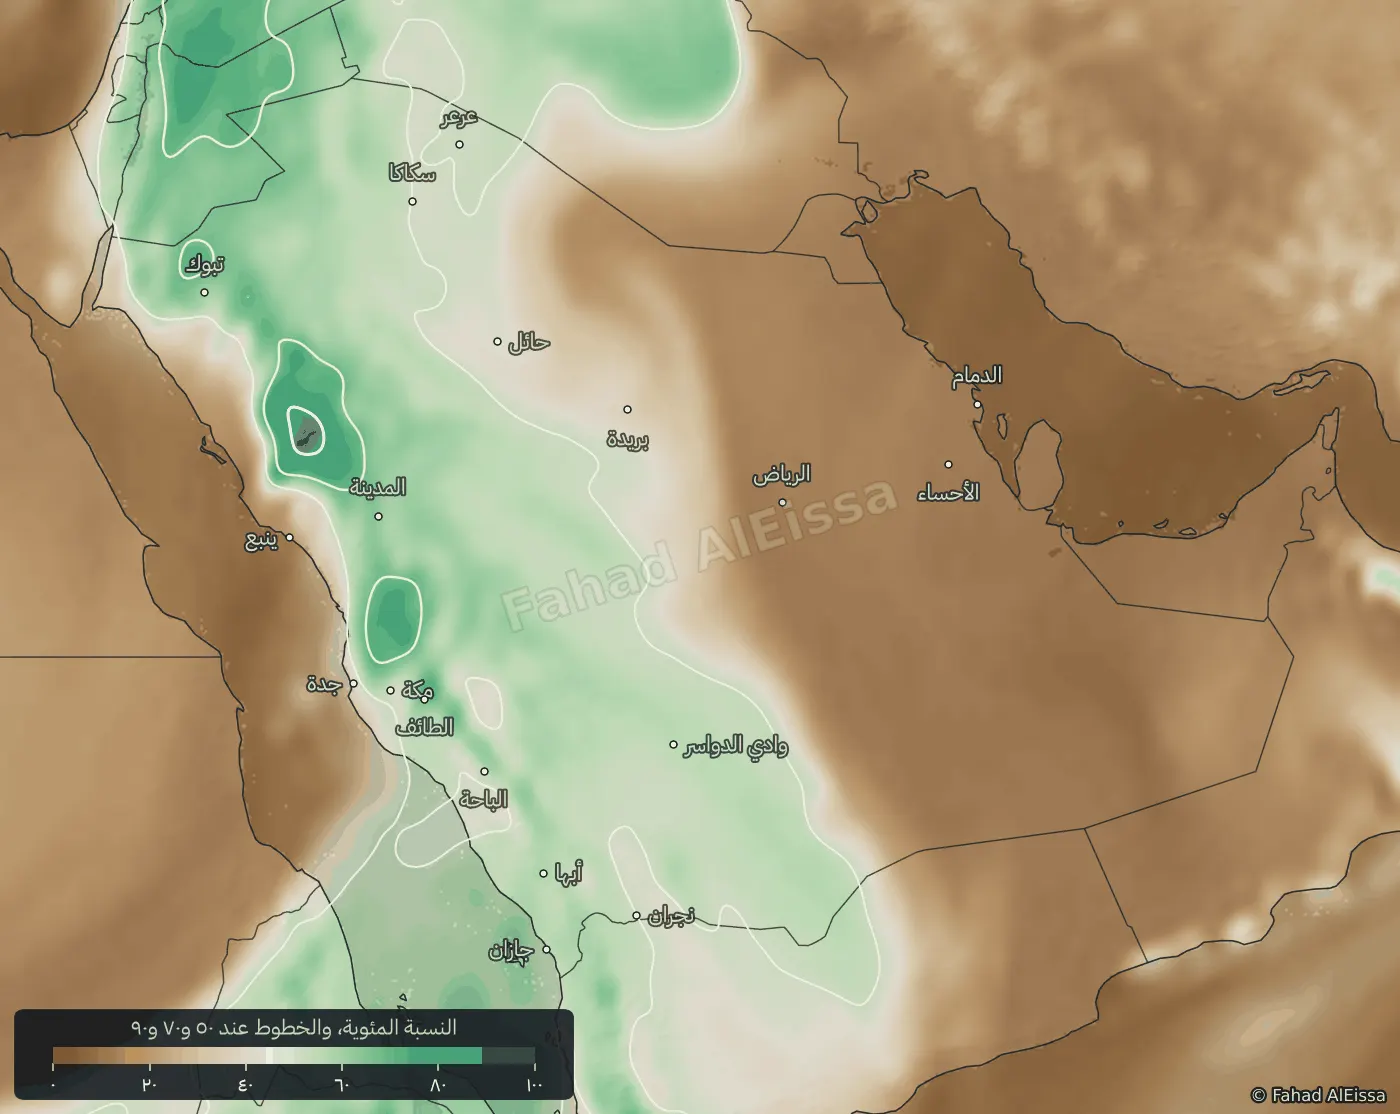 عرعر
سكاكا
تبوك
حائل
الدمام
بريدة
الرياض
الأحساء
المدينة
ينبع
Fahad AlEissa
جدة
مكة
الطائف
وادي الدواسر
الباحة
أبها
نجران
جازان
النسبة المئوية، والخطوط عند ٥٠ و٧٠ و٩٠
٠ ٢٠ ٤٠ ٦٠ ٨٠ ١٠٠
© Fahad AlEissa